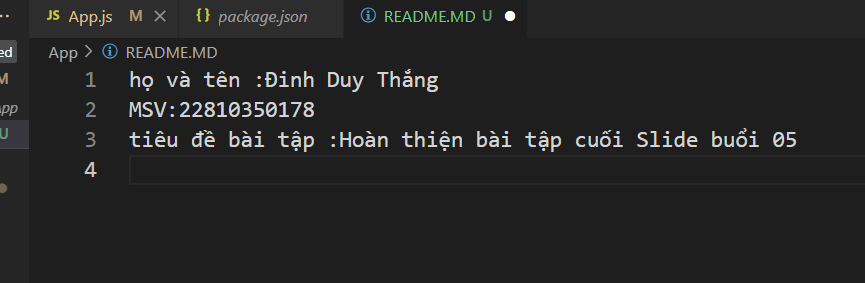 ed
JS App.js M
{} package.json
README.MD U
App > README.MD
M
App
U
1 họ và tên :Đinh Duy Thắng
2 MSV:22810350178
3 tiêu đề bài tập :Hoàn thiện bài tập cuối Slide buổi 05
4